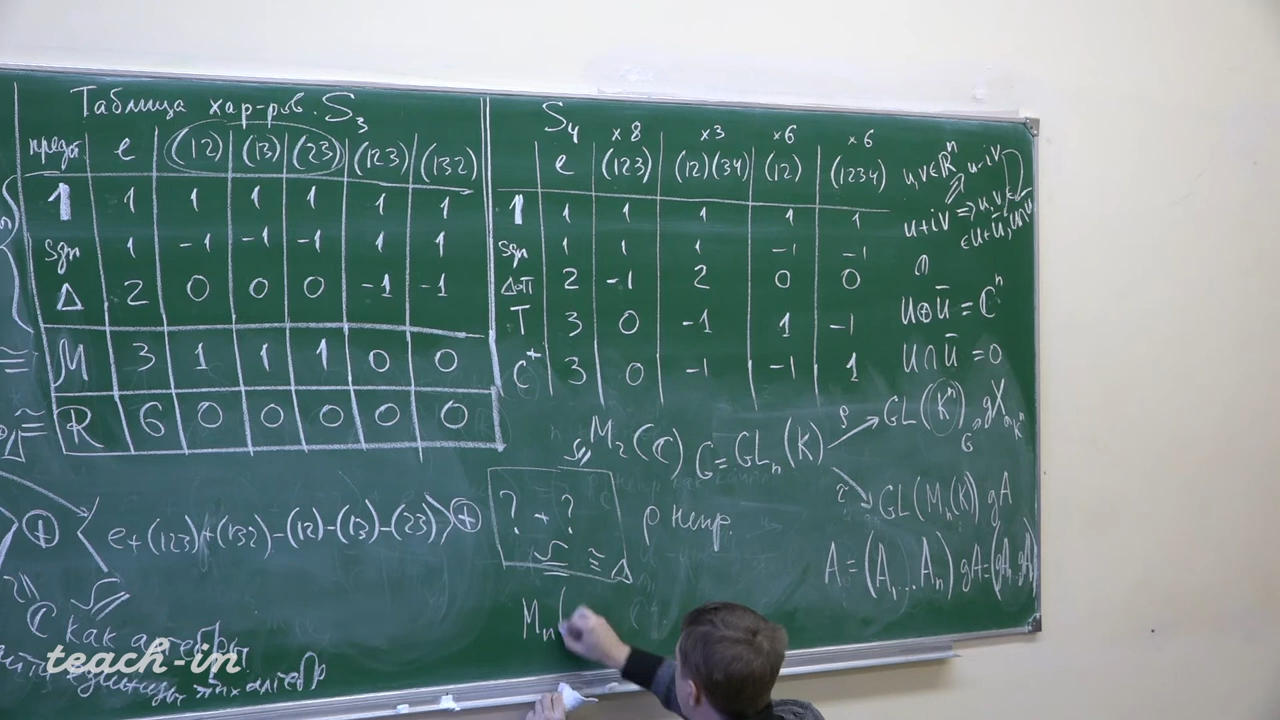 Таблица хар-ров S₃
предст e (12) (13) (23) (123) (132)
1 1 1 1 1 1 1
sgn 1 -1 -1 -1 1 1
Δ 2 0 0 0 -1 -1
≅ M 3 1 1 1 0 0
≅ R 6 0 0 0 0 0
⊕ ⟨ e+(123)+(132)-(12)-(13)-(23)⟩ ⊕
C как алгебры
этих алгебр
teach-in
S₄ ×8 ×3 ×6 ×6
e (123) (12)(34) (12) (1234)
1 1 1 1 1 1
sgn 1 1 1 -1 -1
Δ∘π 2 -1 2 0 0
T 3 0 -1 1 -1
C⁺ 3 0 -1 -1 1
M₂(C)
? + ?
≅ Δ
Mₙ(
G=GLₙ(K)
ρ непр.
u,v∈Rⁿ u-iv
u+iv ⇒ u,v∈
u⊕ū = Cⁿ
u∩ū = 0
ρ GL(Kⁿ) gX
τ GL(Mₙ(K)) gA
A = (A₁...Aₙ) gA=(gA₁..gAₙ)